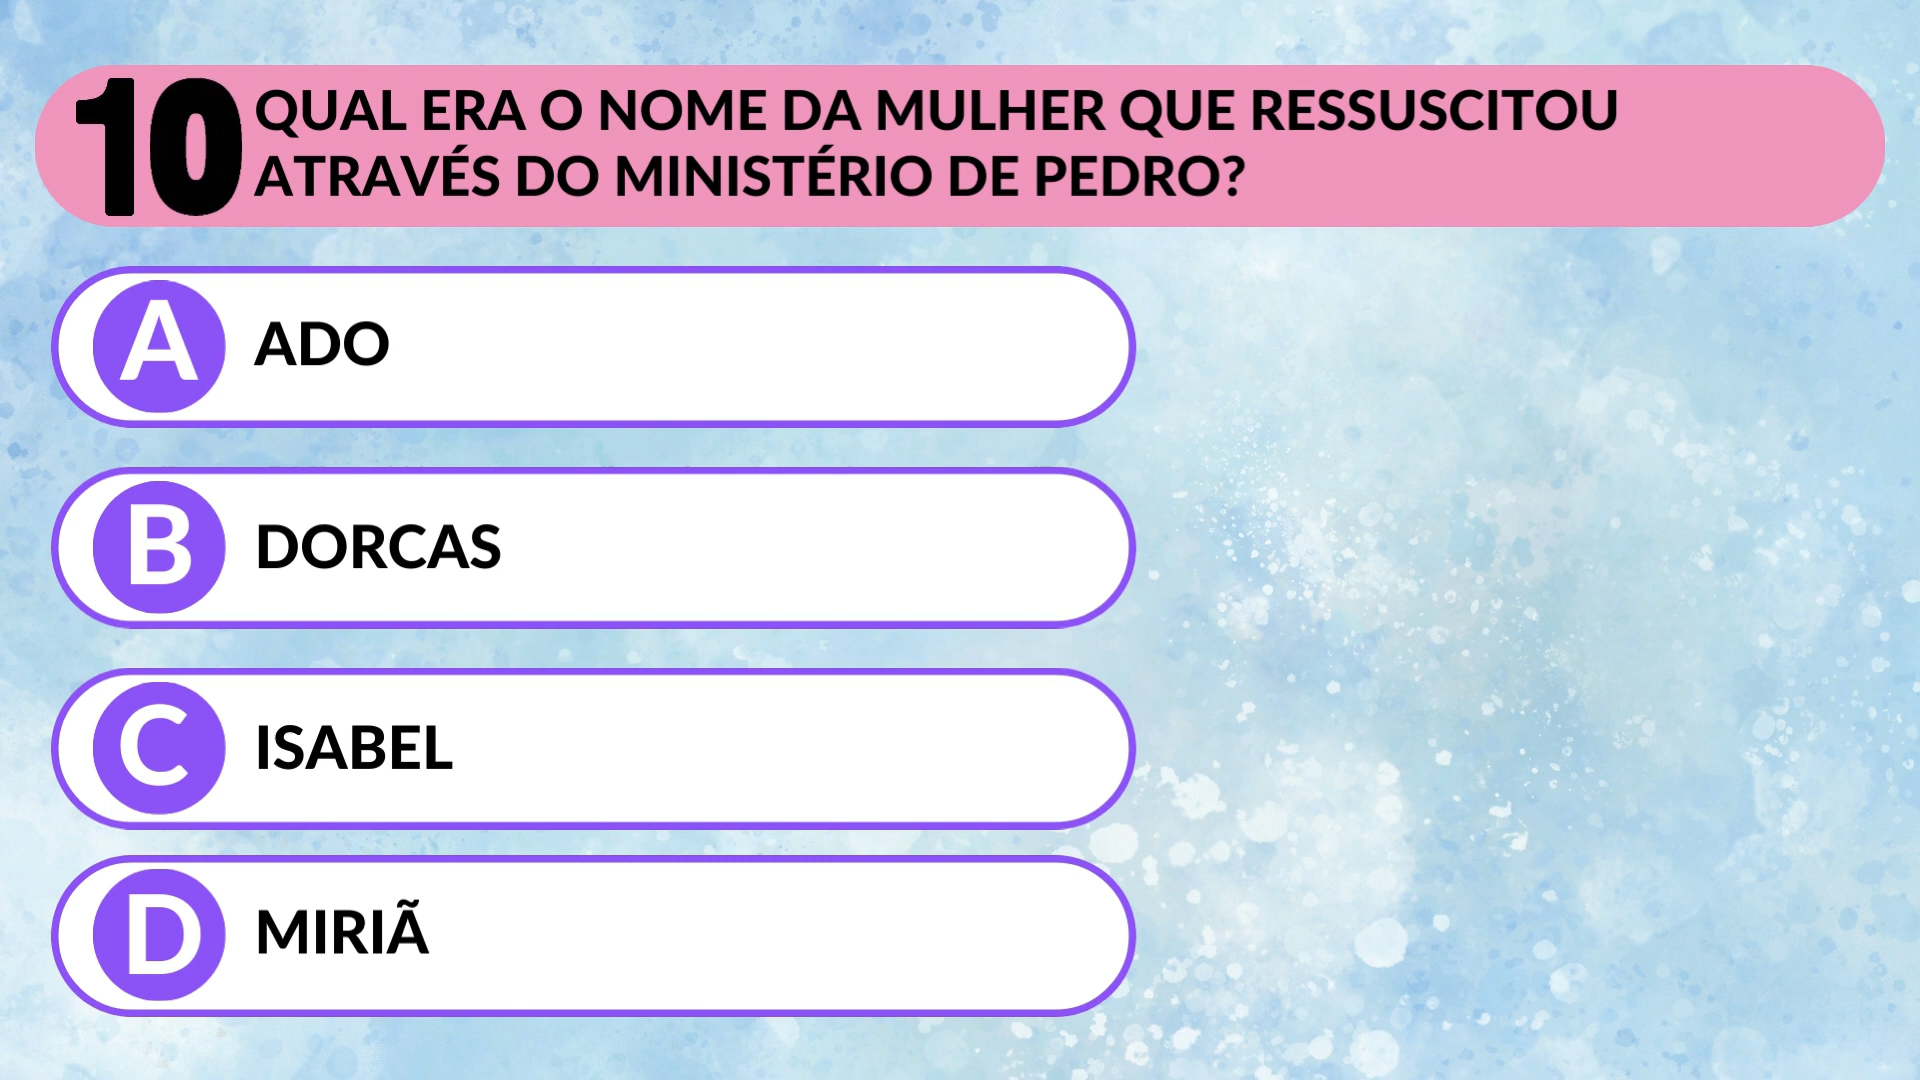 10 QUAL ERA O NOME DA MULHER QUE RESSUSCITOU
ATRAVÉS DO MINISTÉRIO DE PEDRO?
A ADO
B DORCAS
C ISABEL
D MIRIÃ